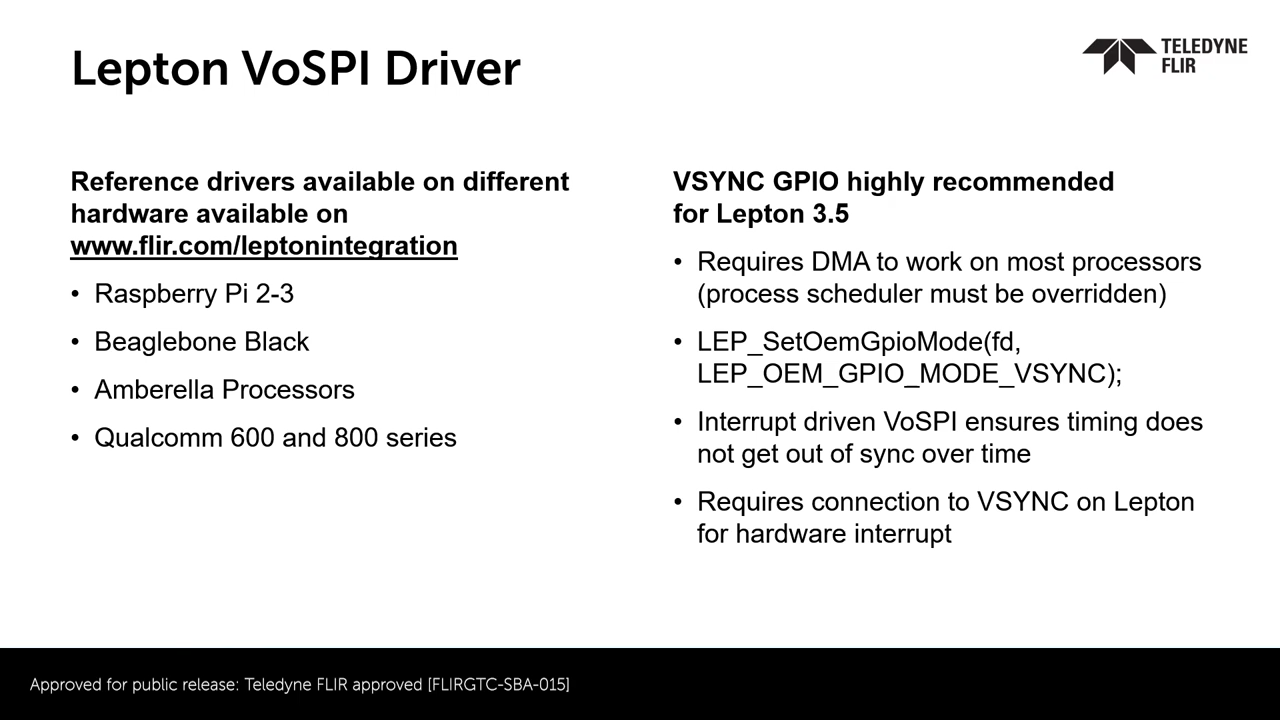 Lepton VoSPI Driver
TELEDYNE
FLIR
Reference drivers available on different
hardware available on
www.flir.com/leptonintegration
• Raspberry Pi 2-3
• Beaglebone Black
• Amberella Processors
• Qualcomm 600 and 800 series
VSYNC GPIO highly recommended
for Lepton 3.5
• Requires DMA to work on most processors
(process scheduler must be overridden)
• LEP_SetOemGpioMode(fd,
LEP_OEM_GPIO_MODE_VSYNC);
• Interrupt driven VoSPI ensures timing does
not get out of sync over time
• Requires connection to VSYNC on Lepton
for hardware interrupt
Approved for public release: Teledyne FLIR approved [FLIRGTC-SBA-015]